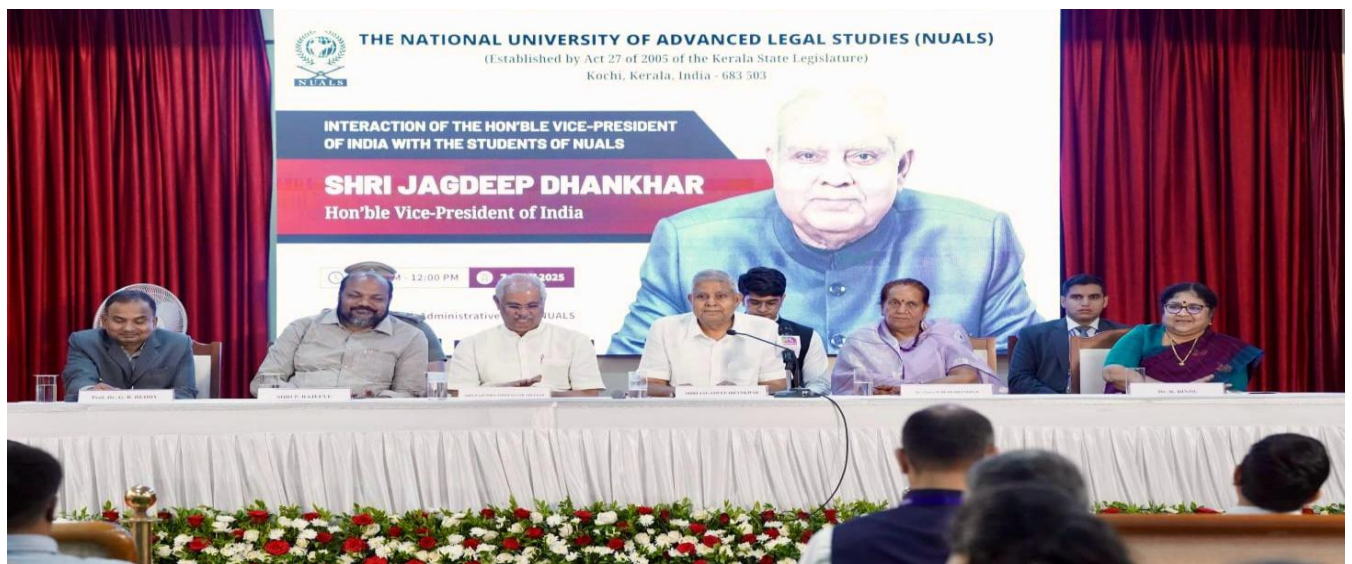 THE NATIONAL UNIVERSITY OF ADVANCED LEGAL STUDIES (NUALS)
(Established by Act 27 of 2005 of the Kerala State Legislature)
Kochi, Kerala, India - 683 503
NUALS
INTERACTION OF THE HON'BLE VICE-PRESIDENT
OF INDIA WITH THE STUDENTS OF NUALS
SHRI JAGDEEP DHANKHAR
Hon'ble Vice-President of India
- 12:00 PM
2025
Administrative
NUALS
Prof. Dr. G. B. REDDY
SHRI P. RAJEEVE
SHRI JAGDEEP DHANKHAR
Dr. R. BINDU